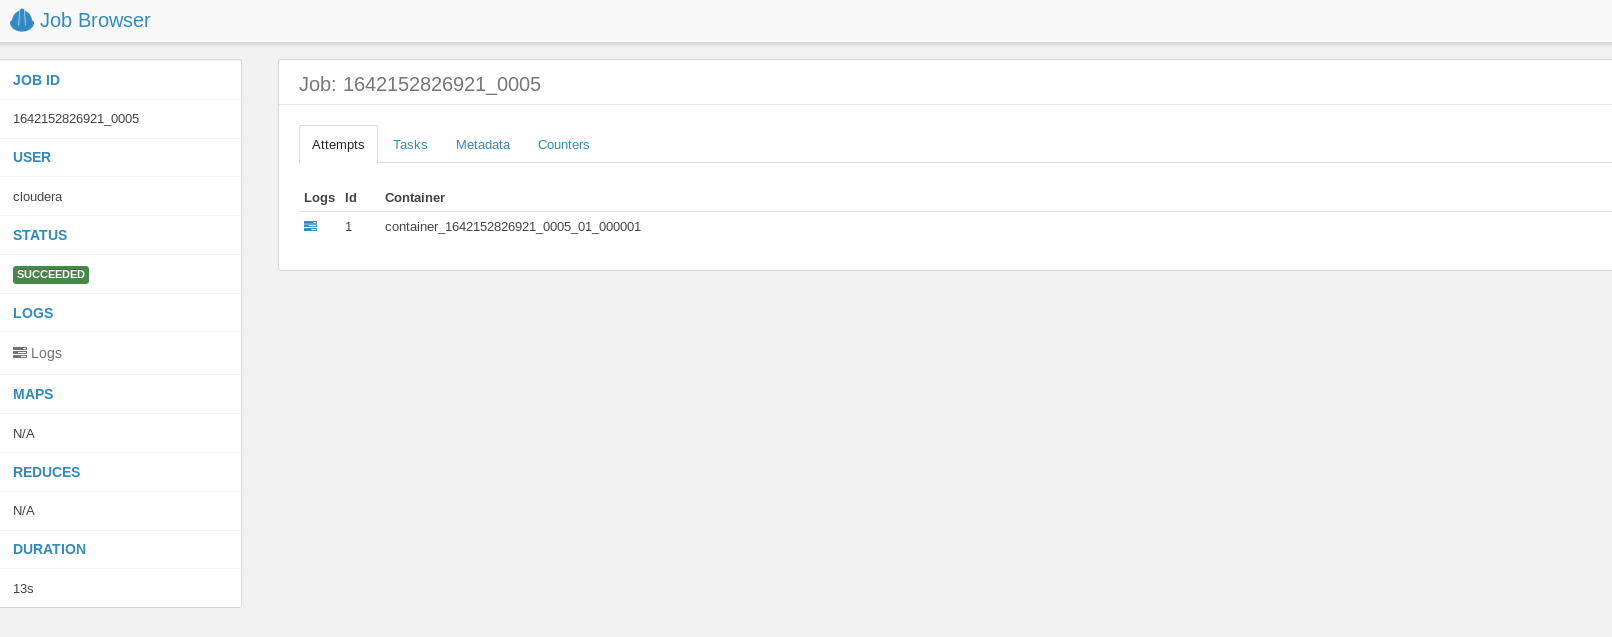 Job Browser
JOB ID
1642152826921_0005
USER
cloudera
STATUS
SUCCEEDED
LOGS
Logs
MAPS
N/A
REDUCES
N/A
DURATION
13s
Job: 1642152826921_0005
Attempts Tasks Metadata Counters
Logs Id Container
1 container_1642152826921_0005_01_000001